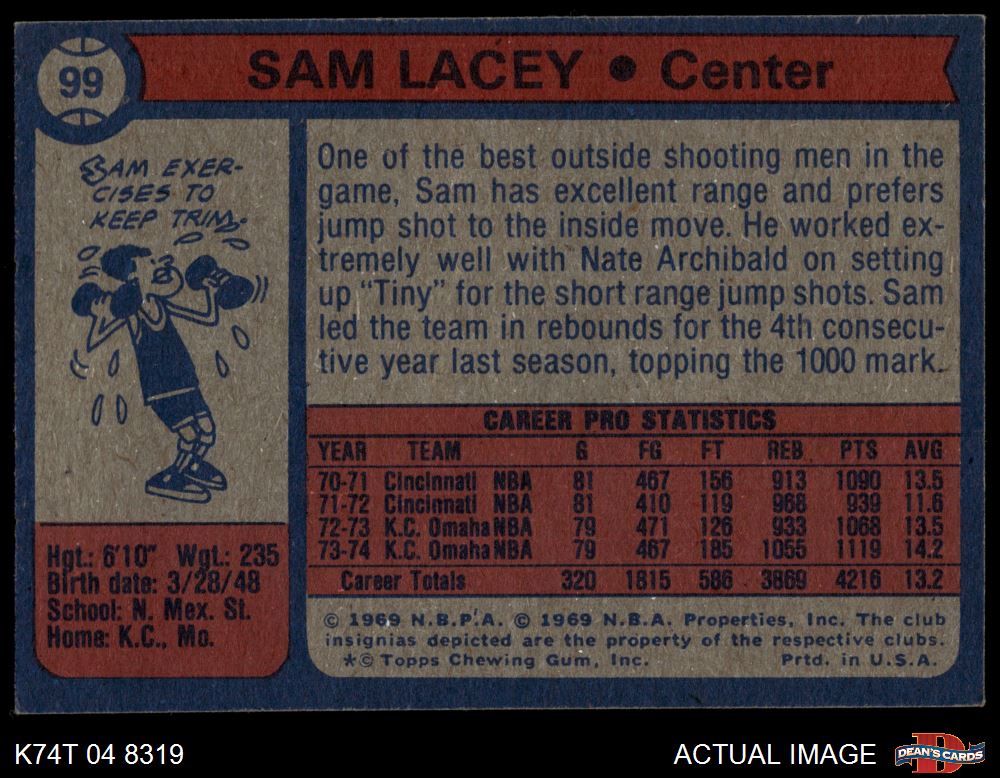 99
SAM LACEY • Center
SAM EXER-
CISES TO
KEEP TRIM.
One of the best outside shooting men in the
game, Sam has excellent range and prefers
jump shot to the inside move. He worked ex-
tremely well with Nate Archibald on setting
up "Tiny" for the short range jump shots. Sam
led the team in rebounds for the 4th consecu-
tive year last season, topping the 1000 mark.
CAREER PRO STATISTICS
YEAR TEAM G FG FT REB PTS AVG
70-71 Cincinnati NBA 81 467 156 913 1090 13.5
71-72 Cincinnati NBA 81 410 119 968 939 11.6
72-73 K.C. Omaha NBA 79 471 126 933 1068 13.5
73-74 K.C. Omaha NBA 79 467 185 1055 1119 14.2
Career Totals 320 1815 586 3869 4216 13.2
Hgt.: 6'10" Wgt.: 235
Birth date: 3/28/48
School: N. Mex. St.
Home: K.C., Mo.
© 1969 N.B.P.A. © 1969 N.B.A. Properties, Inc. The club
insignias depicted are the property of the respective clubs.
*© Topps Chewing Gum, Inc. Prtd. in U.S.A.
K74T 04 8319
ACTUAL IMAGE
DEAN'S CARDS